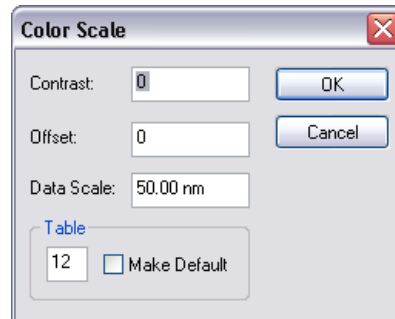 Color Scale
Contrast: 0 OK
Offset: 0 Cancel
Data Scale: 50.00 nm
Table
12 Make Default